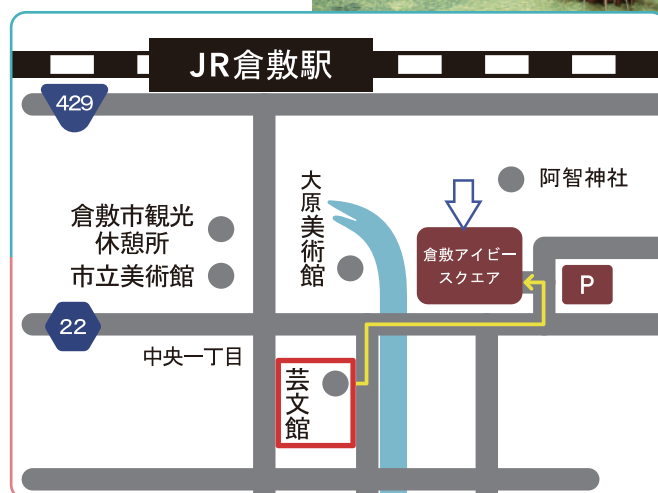 JR倉敷駅
429
阿智神社
大原美術館
倉敷市観光
休憩所
市立美術館
倉敷アイビー
スクエア
P
22
中央一丁目
芸文館